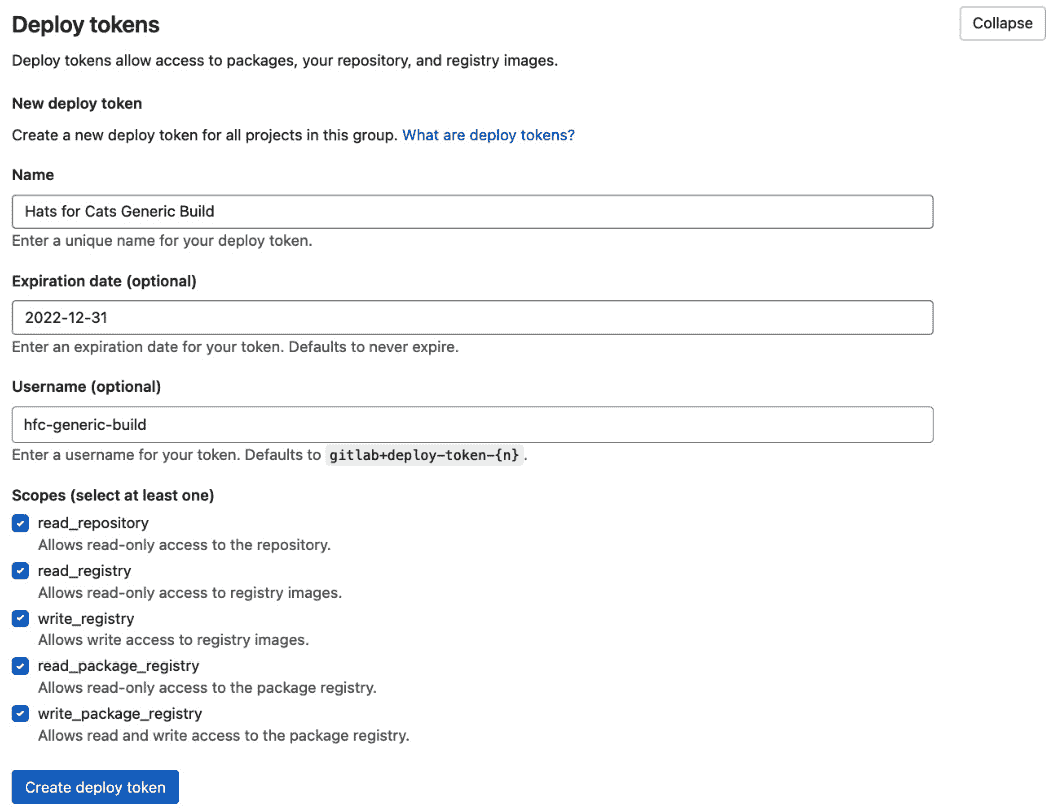 Deploy tokens
Collapse
Deploy tokens allow access to packages, your repository, and registry images.
New deploy token
Create a new deploy token for all projects in this group. What are deploy tokens?
Name
Hats for Cats Generic Build
Enter a unique name for your deploy token.
Expiration date (optional)
2022-12-31
Enter an expiration date for your token. Defaults to never expire.
Username (optional)
hfc-generic-build
Enter a username for your token. Defaults to gitlab+deploy-token-{n}.
Scopes (select at least one)
read_repository
Allows read-only access to the repository.
read_registry
Allows read-only access to registry images.
write_registry
Allows write access to registry images.
read_package_registry
Allows read-only access to the package registry.
write_package_registry
Allows read and write access to the package registry.
Create deploy token